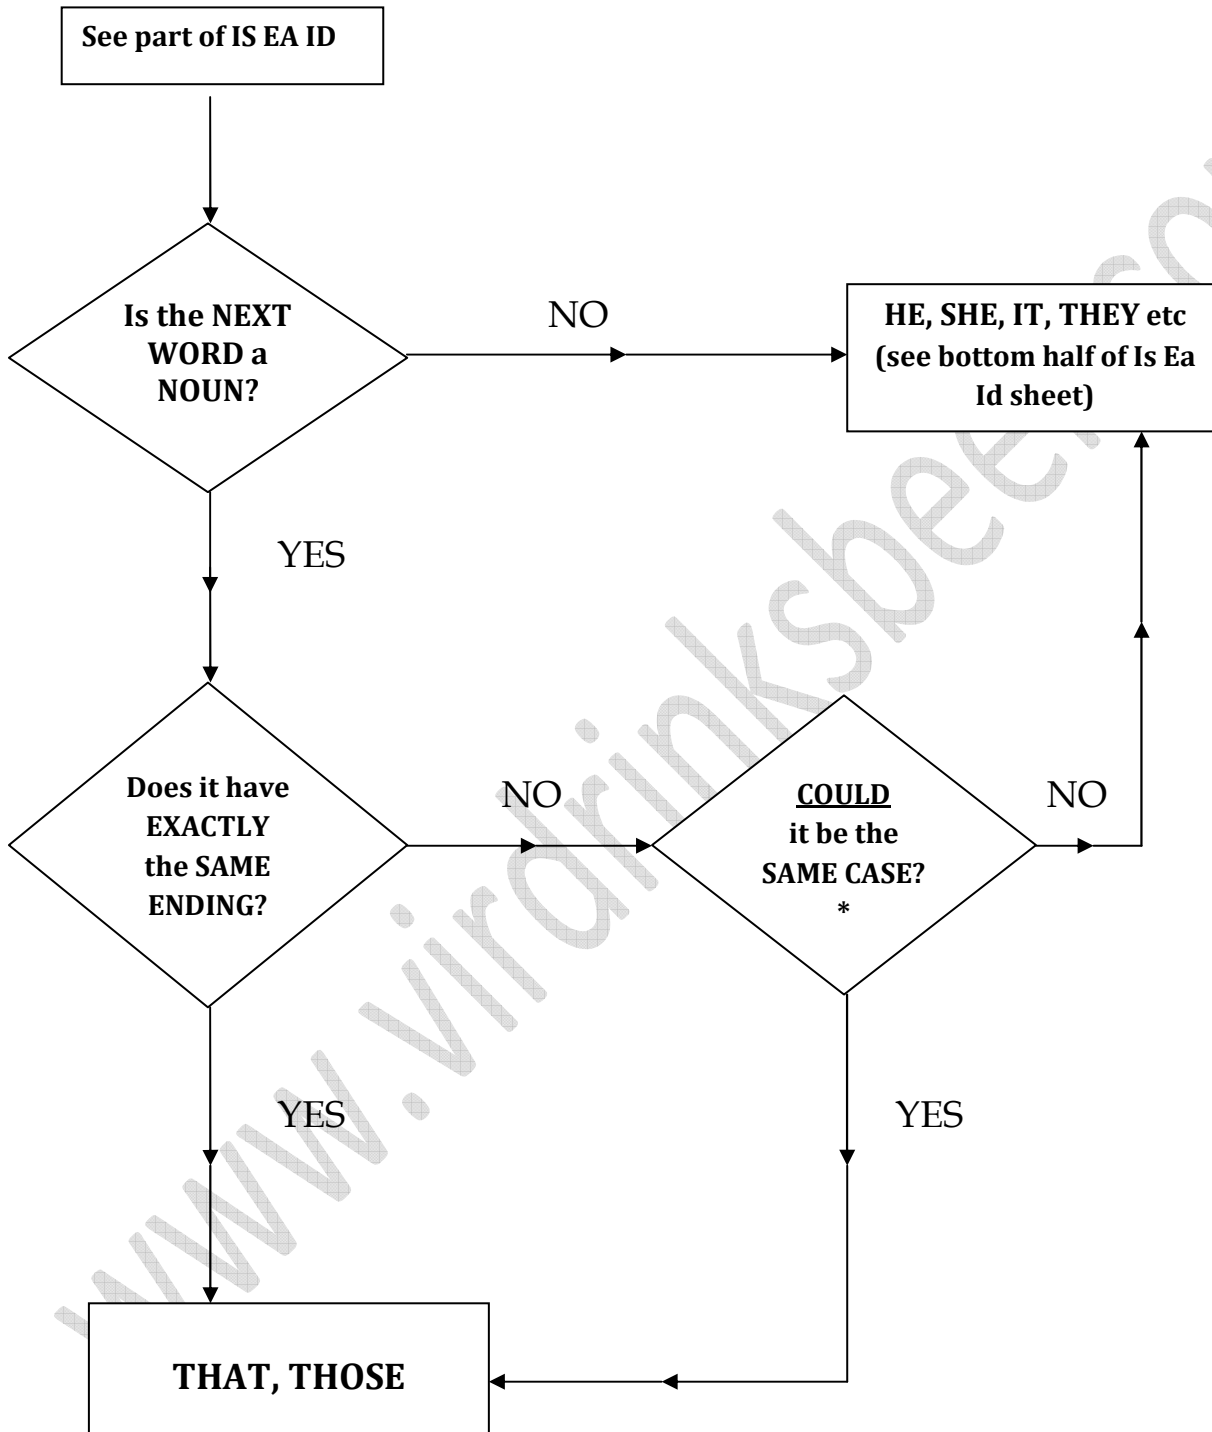 See part of IS EA ID
Is the NEXT
WORD a
NOUN?
NO
HE, SHE, IT, THEY etc
(see bottom half of Is Ea
Id sheet)
YES
Does it have
EXACTLY
the SAME
ENDING?
NO
COULD
it be the
SAME CASE?
*
NO
YES
YES
THAT, THOSE
www.virdrinksbeer.co